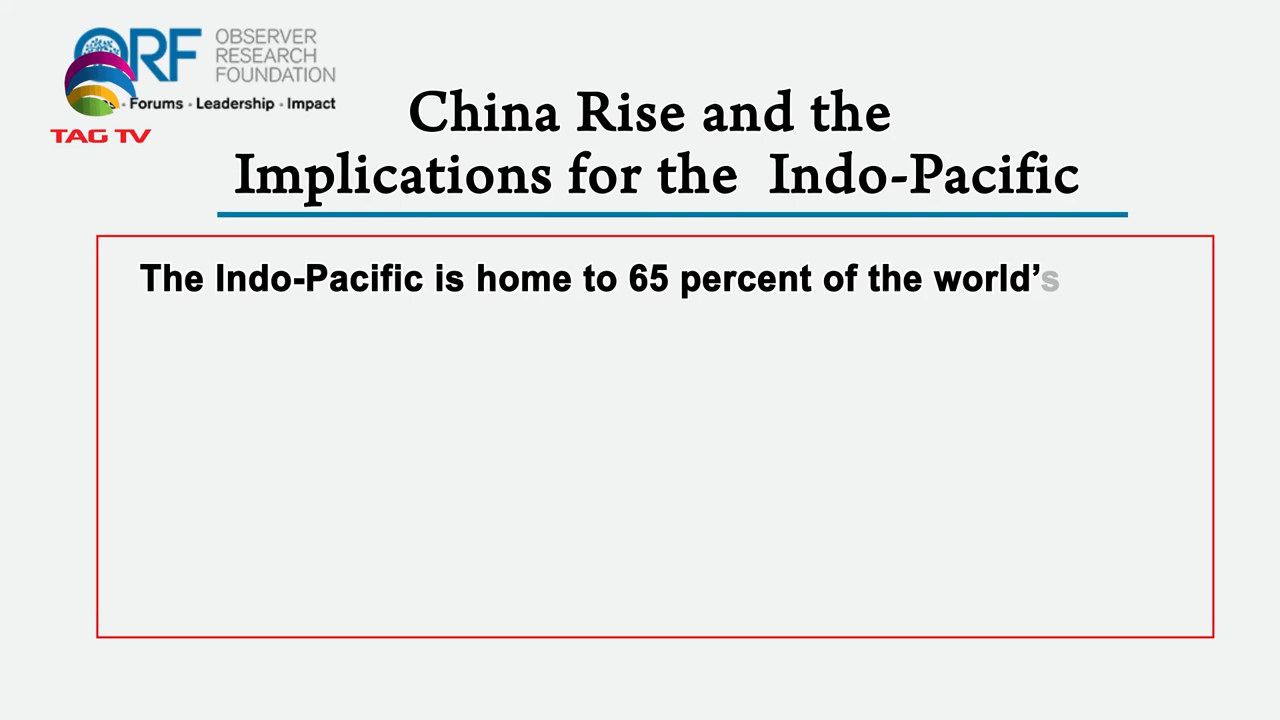 ORF
OBSERVER
RESEARCH
FOUNDATION
· Forums · Leadership · Impact
TAG TV
China Rise and the
Implications for the Indo-Pacific
The Indo-Pacific is home to 65 percent of the world’s